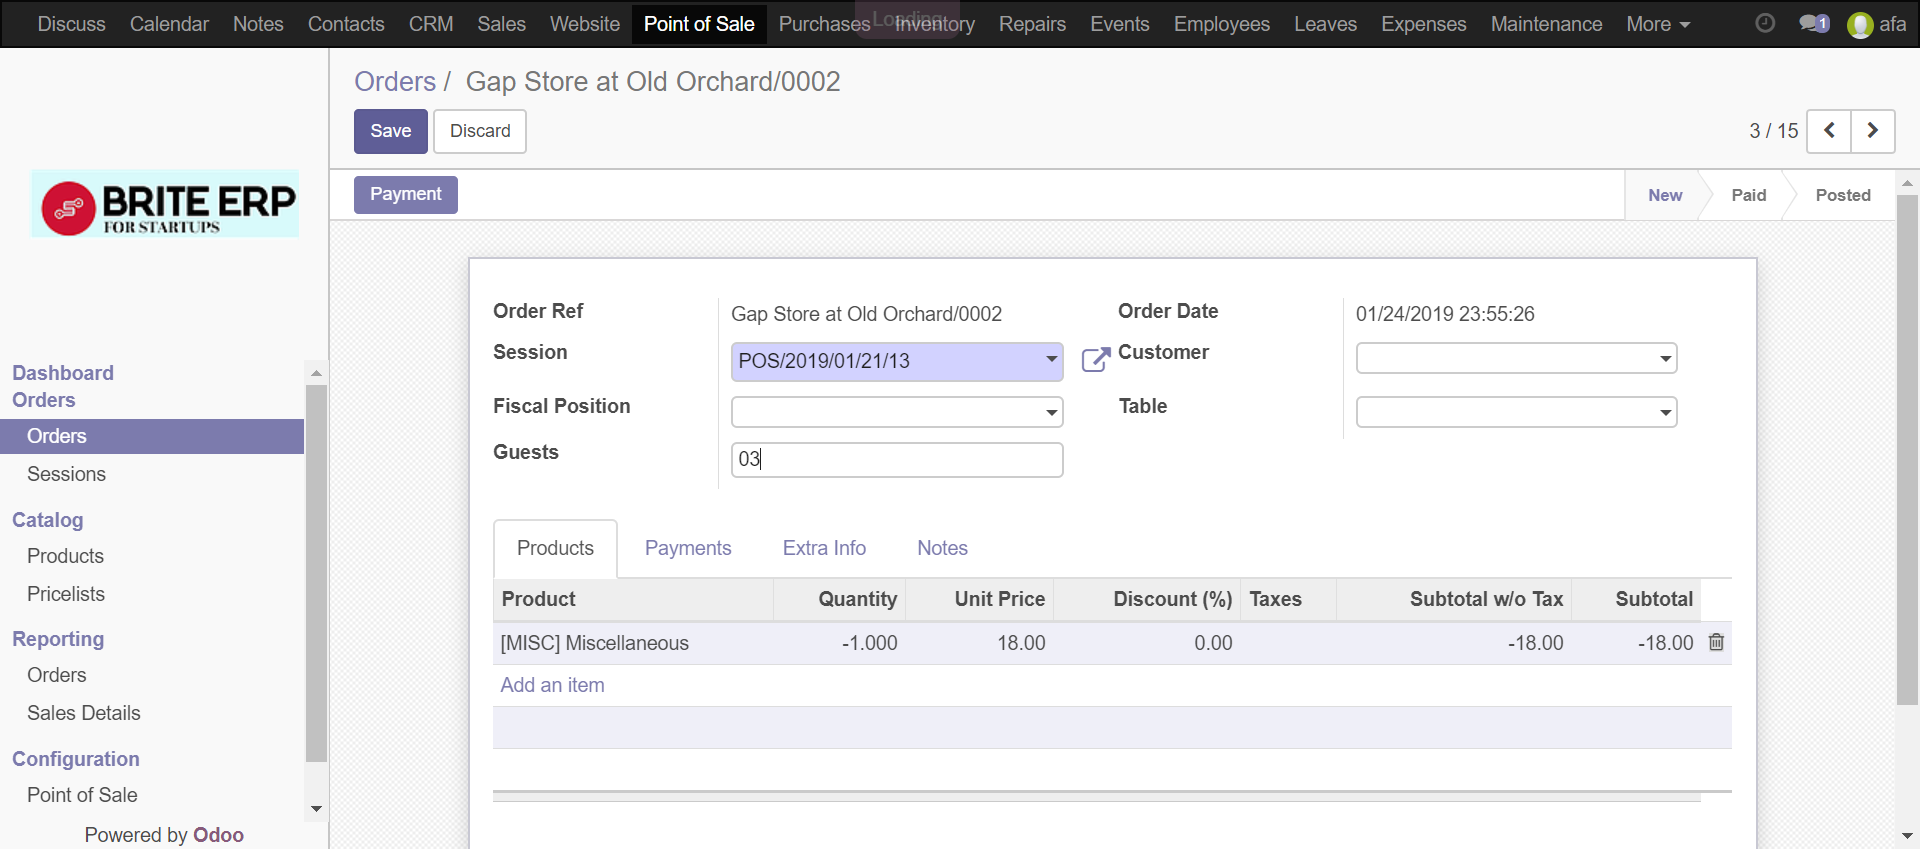 Discuss Calendar Notes Contacts CRM Sales Website Point of Sale Purchases Inventory Repairs Events Employees Leaves Expenses Maintenance More 1 afa
Loading
Orders / Gap Store at Old Orchard/0002
Save Discard
3 / 15
Payment
New Paid Posted
BRITE ERP
FOR STARTUPS
Dashboard
Orders
Orders
Sessions
Catalog
Products
Pricelists
Reporting
Orders
Sales Details
Configuration
Point of Sale
Powered by Odoo
Order Ref Gap Store at Old Orchard/0002 Order Date 01/24/2019 23:55:26
Session POS/2019/01/21/13 Customer
Fiscal Position Table
Guests 03
Products Payments Extra Info Notes
Product Quantity Unit Price Discount (%) Taxes Subtotal w/o Tax Subtotal
[MISC] Miscellaneous -1.000 18.00 0.00 -18.00 -18.00
Add an item